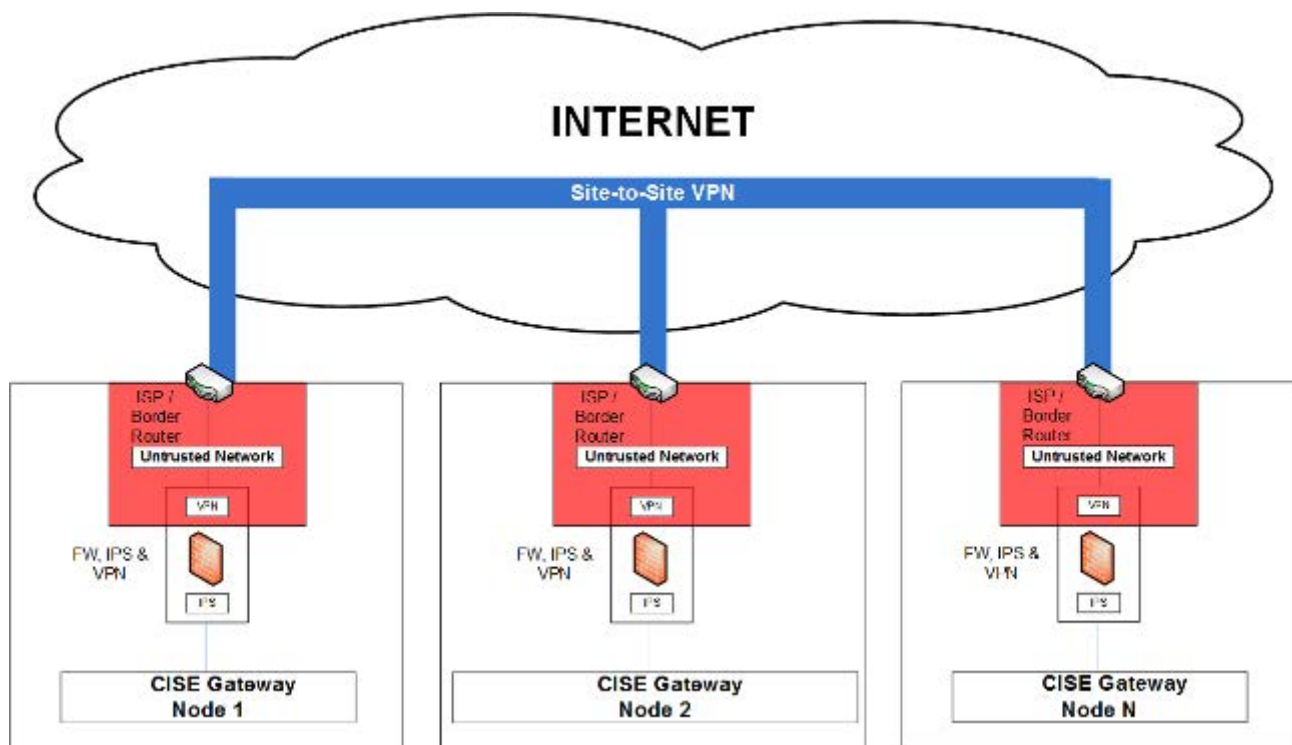 INTERNET
Site-to-Site VPN
ISP /
Border
Router
Untrusted Network
VPN
FW, IPS &
VPN
IPS
CISE Gateway
Node 1
ISP /
Border
Router
Untrusted Network
VPN
FW, IPS &
VPN
IPS
CISE Gateway
Node 2
ISP /
Border
Router
Untrusted Network
VPN
FW, IPS &
VPN
IPS
CISE Gateway
Node N